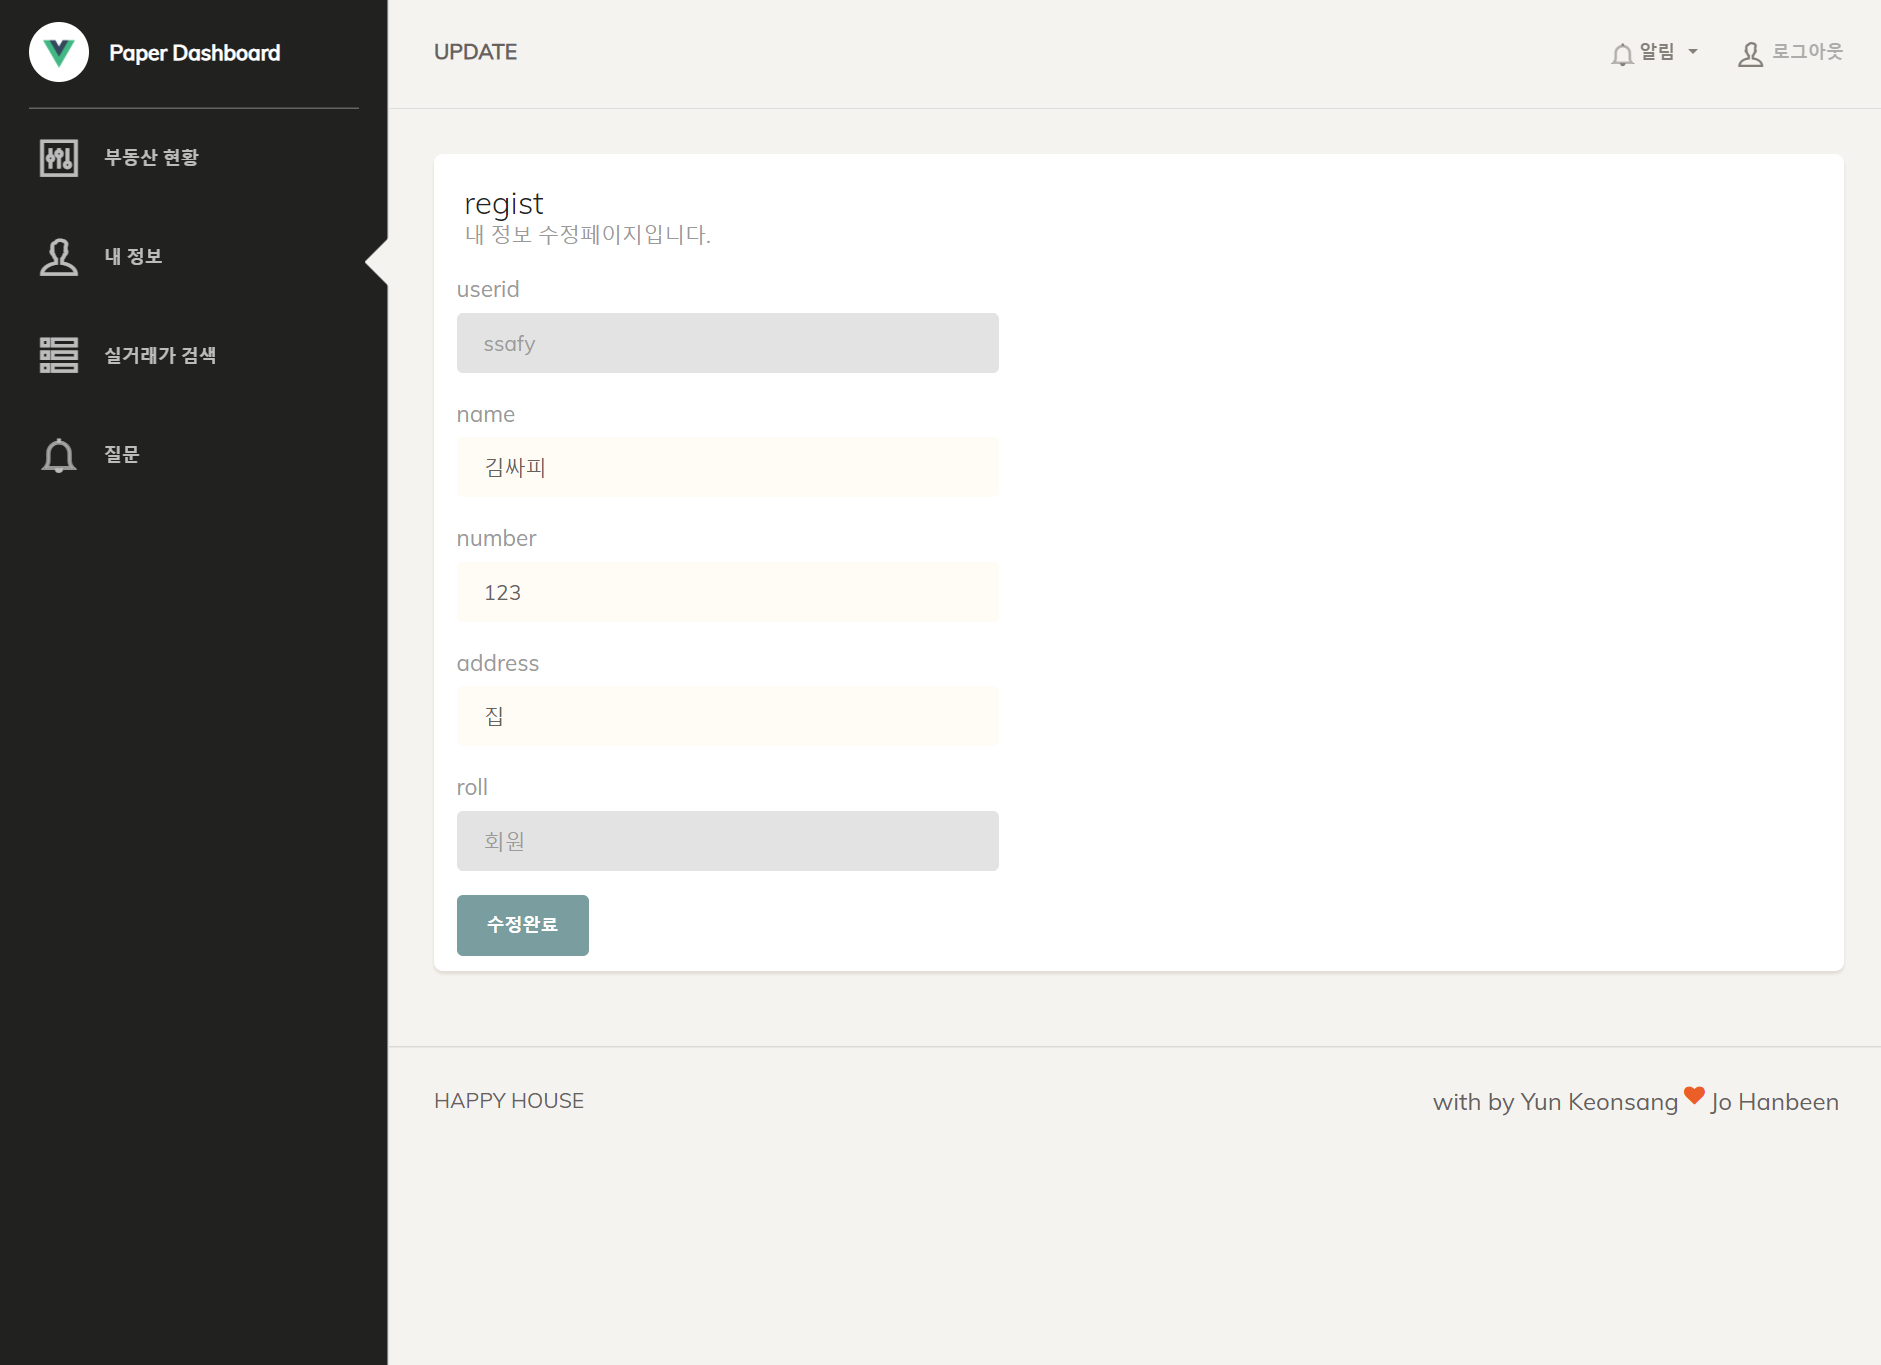 Paper Dashboard
부동산 현황
내 정보
실거래가 검색
질문
UPDATE
알림
로그아웃
regist
내 정보 수정페이지입니다.
userid
ssafy
name
김싸피
number
123
address
집
roll
회원
수정완료
HAPPY HOUSE
with by Yun Keonsang Jo Hanbeen